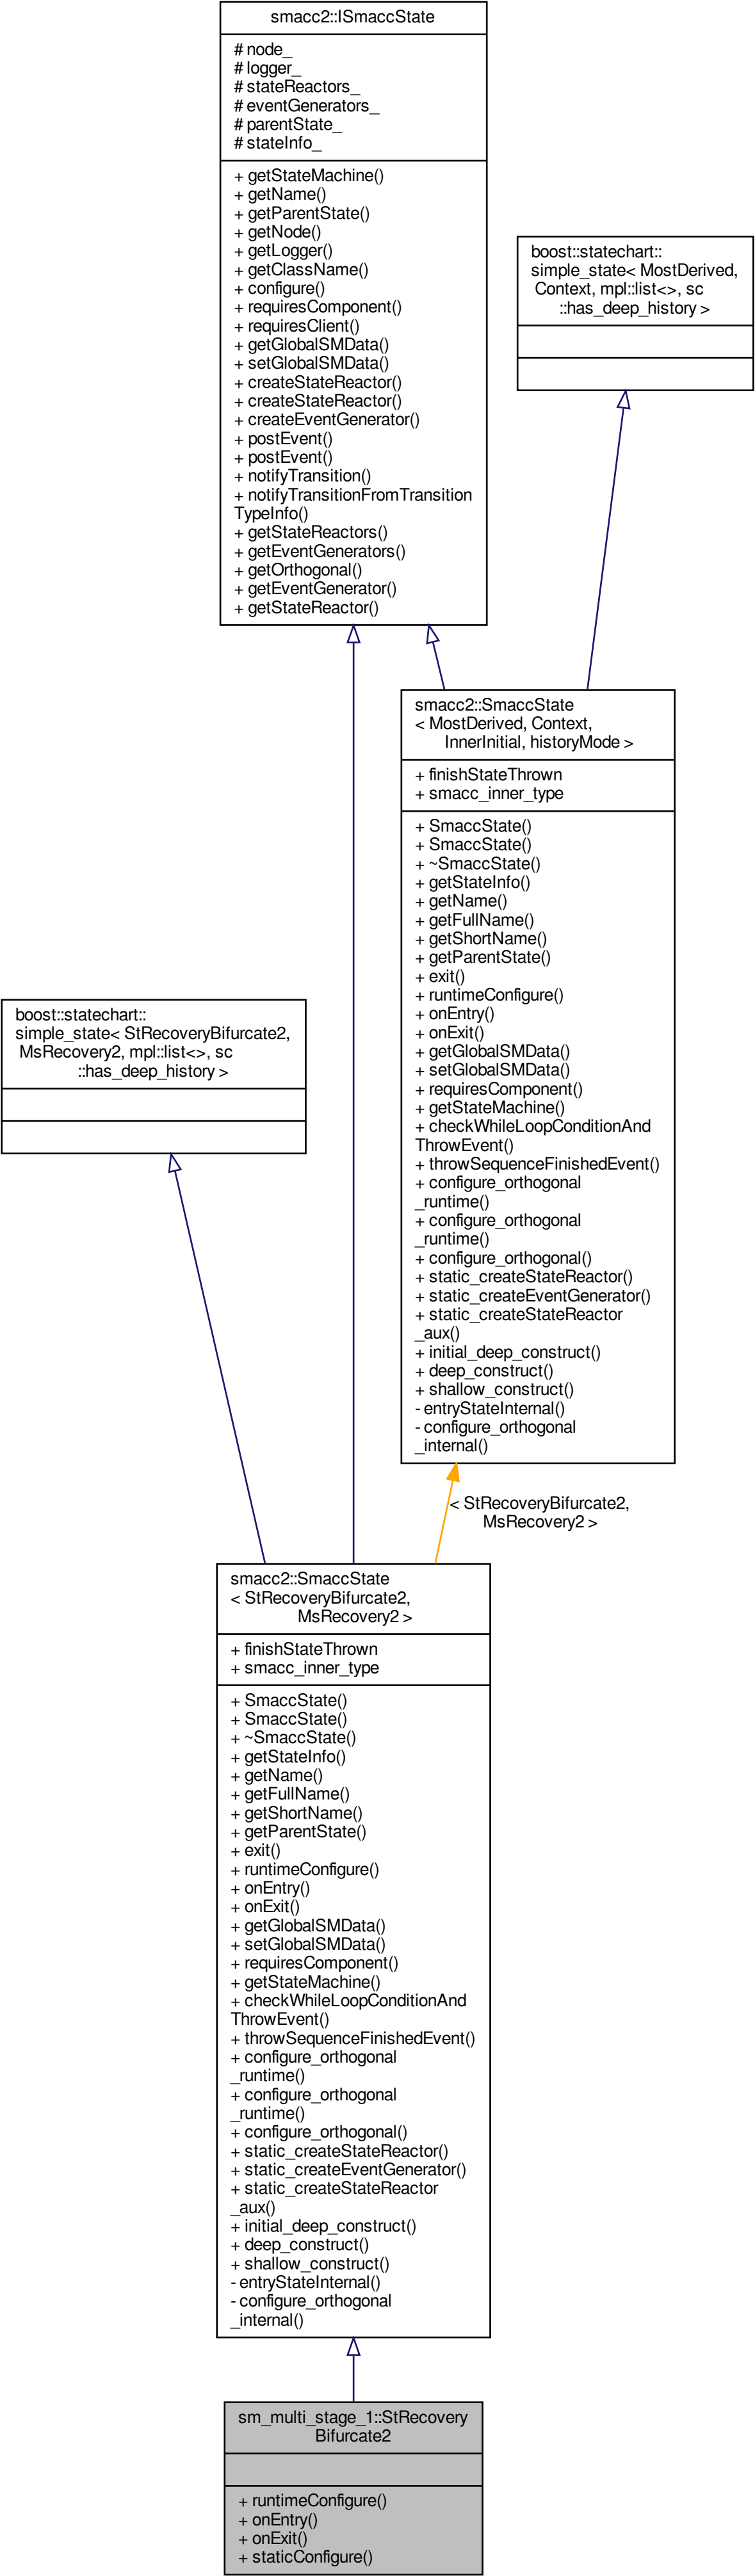 smacc2::ISmaccState
# node_
# logger_
# stateReactors_
# eventGenerators_
# parentState_
# stateInfo_
+ getStateMachine()
+ getName()
+ getParentState()
+ getNode()
+ getLogger()
+ getClassName()
+ configure()
+ requiresComponent()
+ requiresClient()
+ getGlobalSMData()
+ setGlobalSMData()
+ createStateReactor()
+ createStateReactor()
+ createEventGenerator()
+ postEvent()
+ postEvent()
+ notifyTransition()
+ notifyTransitionFromTransition
TypeInfo()
+ getStateReactors()
+ getEventGenerators()
+ getOrthogonal()
+ getEventGenerator()
+ getStateReactor()
boost::statechart::
simple_state< MostDerived,
Context, mpl::list<>, sc
::has_deep_history >
smacc2::SmaccState
< MostDerived, Context,
InnerInitial, historyMode >
+ finishStateThrown
+ smacc_inner_type
+ SmaccState()
+ SmaccState()
+ ~SmaccState()
+ getStateInfo()
+ getName()
+ getFullName()
+ getShortName()
+ getParentState()
+ exit()
+ runtimeConfigure()
+ onEntry()
+ onExit()
+ getGlobalSMData()
+ setGlobalSMData()
+ requiresComponent()
+ getStateMachine()
+ checkWhileLoopConditionAnd
ThrowEvent()
+ throwSequenceFinishedEvent()
+ configure_orthogonal
_runtime()
+ configure_orthogonal
_runtime()
+ configure_orthogonal()
+ static_createStateReactor()
+ static_createEventGenerator()
+ static_createStateReactor
_aux()
+ initial_deep_construct()
+ deep_construct()
+ shallow_construct()
- entryStateInternal()
- configure_orthogonal
_internal()
boost::statechart::
simple_state< StRecoveryBifurcate2,
MsRecovery2, mpl::list<>, sc
::has_deep_history >
< StRecoveryBifurcate2,
MsRecovery2 >
smacc2::SmaccState
< StRecoveryBifurcate2,
MsRecovery2 >
+ finishStateThrown
+ smacc_inner_type
+ SmaccState()
+ SmaccState()
+ ~SmaccState()
+ getStateInfo()
+ getName()
+ getFullName()
+ getShortName()
+ getParentState()
+ exit()
+ runtimeConfigure()
+ onEntry()
+ onExit()
+ getGlobalSMData()
+ setGlobalSMData()
+ requiresComponent()
+ getStateMachine()
+ checkWhileLoopConditionAnd
ThrowEvent()
+ throwSequenceFinishedEvent()
+ configure_orthogonal
_runtime()
+ configure_orthogonal
_runtime()
+ configure_orthogonal()
+ static_createStateReactor()
+ static_createEventGenerator()
+ static_createStateReactor
_aux()
+ initial_deep_construct()
+ deep_construct()
+ shallow_construct()
- entryStateInternal()
- configure_orthogonal
_internal()
sm_multi_stage_1::StRecovery
Bifurcate2
+ runtimeConfigure()
+ onEntry()
+ onExit()
+ staticConfigure()